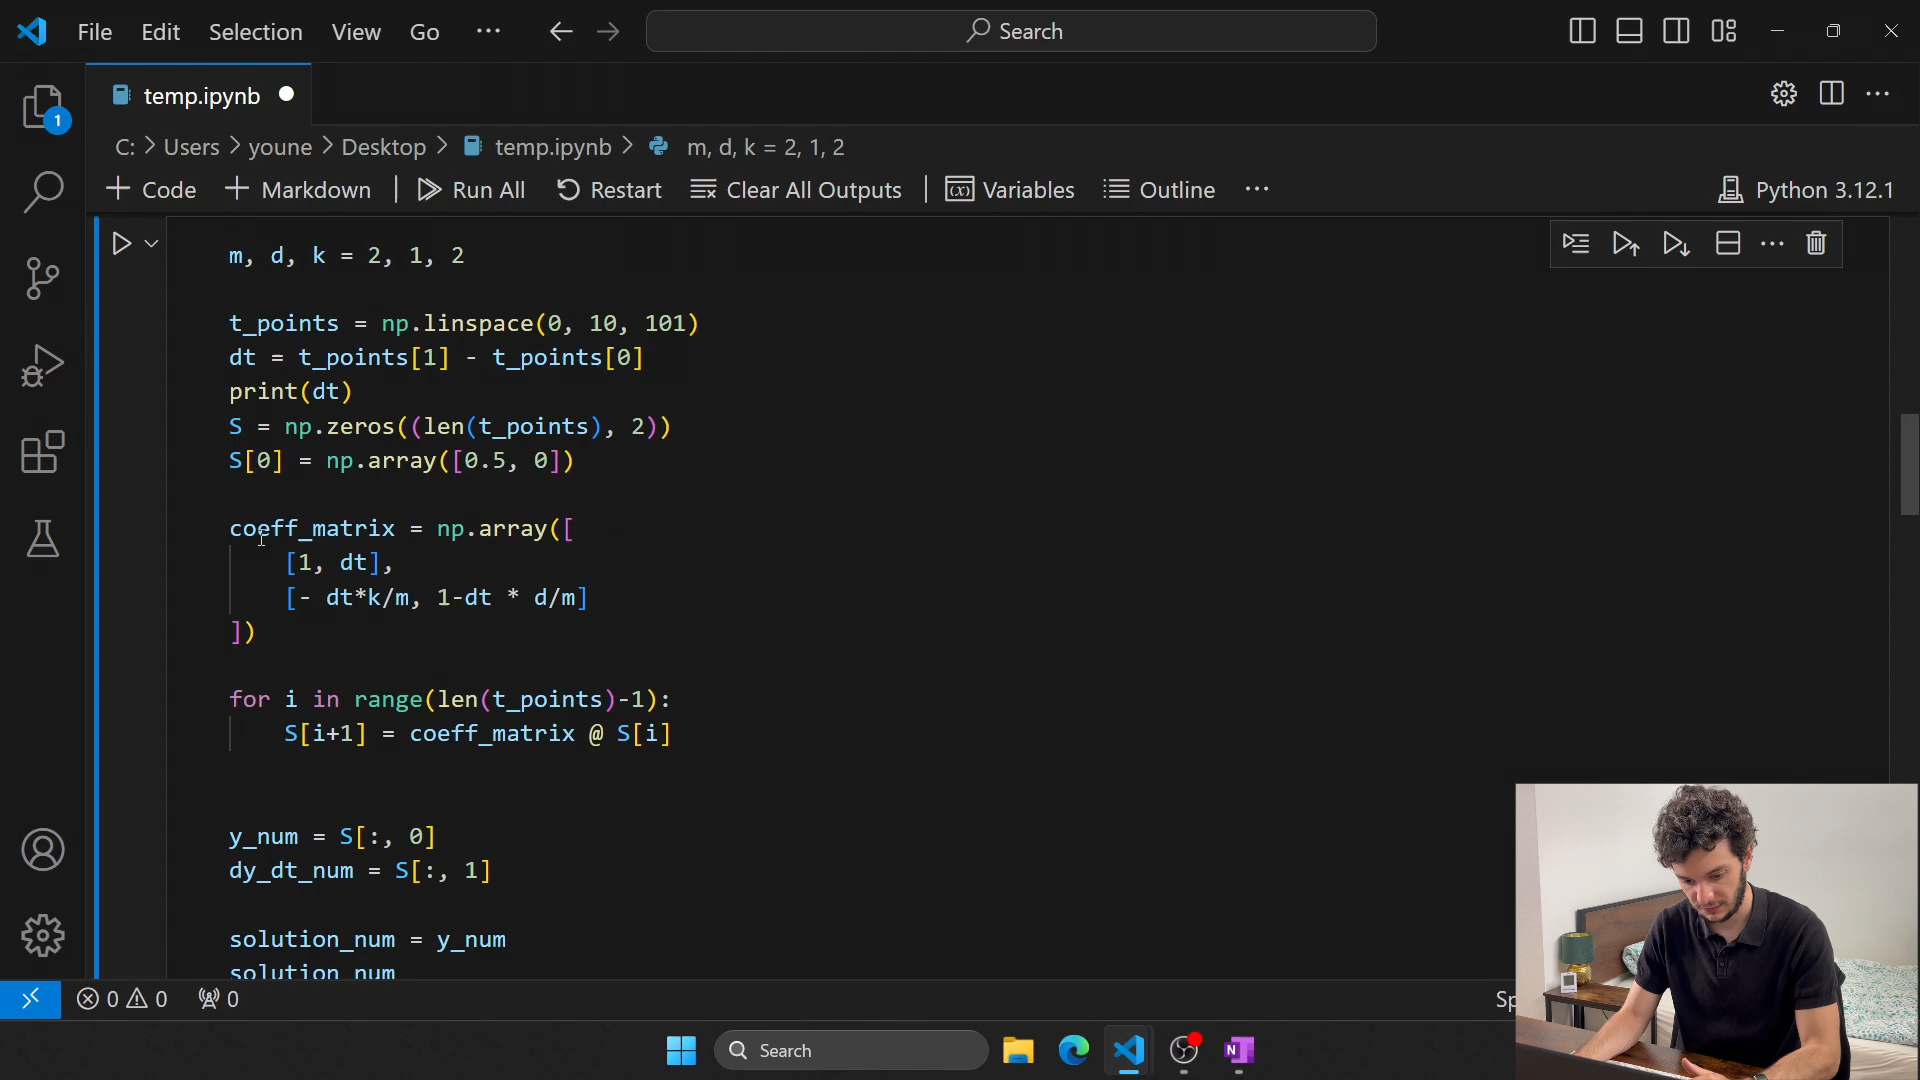 File Edit Selection View Go ··· Search
temp.ipynb
1
C: > Users > youne > Desktop > temp.ipynb > m, d, k = 2, 1, 2
+ Code + Markdown | Run All Restart Clear All Outputs | Variables Outline ··· Python 3.12.1
m, d, k = 2, 1, 2
t_points = np.linspace(0, 10, 101)
dt = t_points[1] - t_points[0]
print(dt)
S = np.zeros((len(t_points), 2))
S[0] = np.array([0.5, 0])
coeff_matrix = np.array([
[1, dt],
[- dt*k/m, 1-dt * d/m]
])
for i in range(len(t_points)-1):
S[i+1] = coeff_matrix @ S[i]
y_num = S[:, 0]
dy_dt_num = S[:, 1]
solution_num = y_num
solution_num
0 0 0 Sp
Search
N